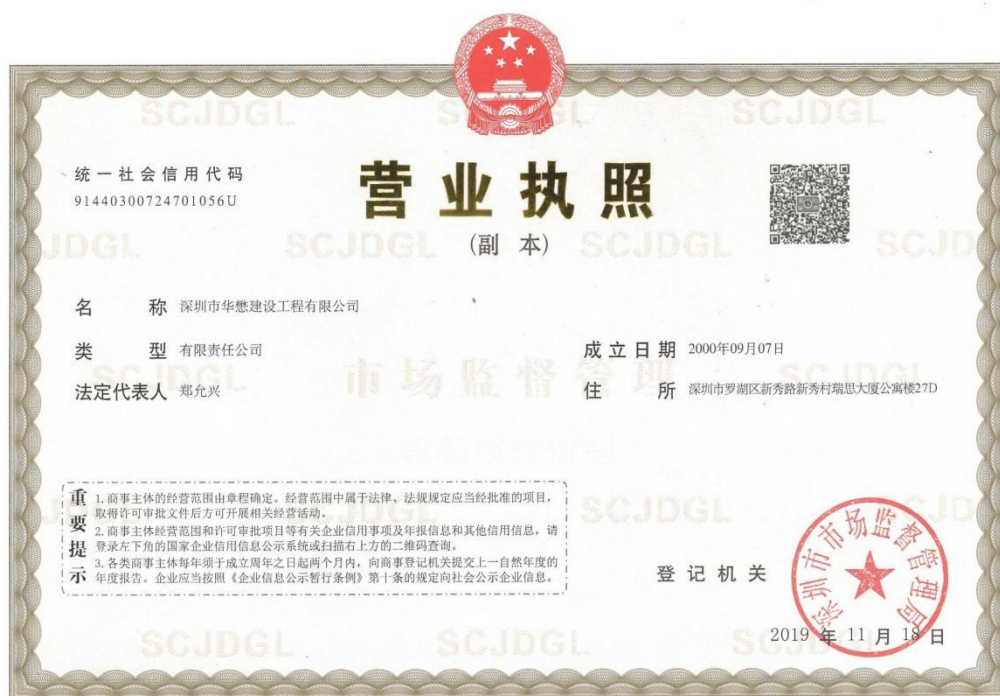 SCJDGL SCJDGL SCJDGL
统一社会信用代码
91440300724701056U
营业执照
(副 本)
JDGL SCJDGL SCJDGL SCJD
名 称 深圳市华懋建设工程有限公司
类 型 有限责任公司
成立日期 2000年09月07日
法定代表人 郑允兴
住 所 深圳市罗湖区新秀路新秀村瑞思大厦公寓楼27D
SCJDGL 市场监督管理 SCJDGL
重要提示
1.商事主体的经营范围由章程确定。经营范围中属于法律、法规规定应当经批准的项目,
取得许可审批文件后方可开展相关经营活动。
2.商事主体经营范围和许可审批项目等有关企业信用事项及年报信息和其他信用信息,请
登录左下角的国家企业信用信息公示系统或扫描右上方的二维码查询。
3.各类商事主体每年须于成立周年之日起两个月内,向商事登记机关提交上一自然年度的
年度报告。企业应当按照《企业信息公示暂行条例》第十条的规定向社会公示企业信息。
SCJDGL JD
登记机关
深圳市市场监督管理局
2019 年 11 月 18 日
SCJDGL SCJDGL SCJDGL